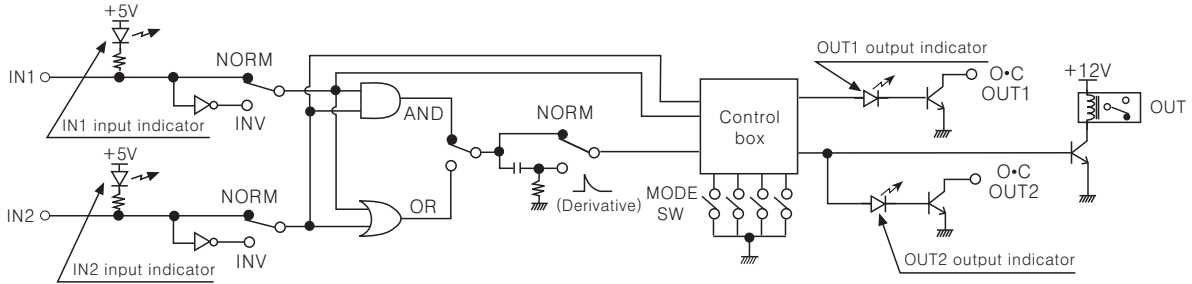 +5V
IN1
NORM
INV
IN1 input indicator
+5V
IN2
NORM
INV
IN2 input indicator
AND
OR
NORM
(Derivative)
Control
box
MODE
SW
OUT1 output indicator
O•C
OUT1
+12V
OUT
O•C
OUT2
OUT2 output indicator